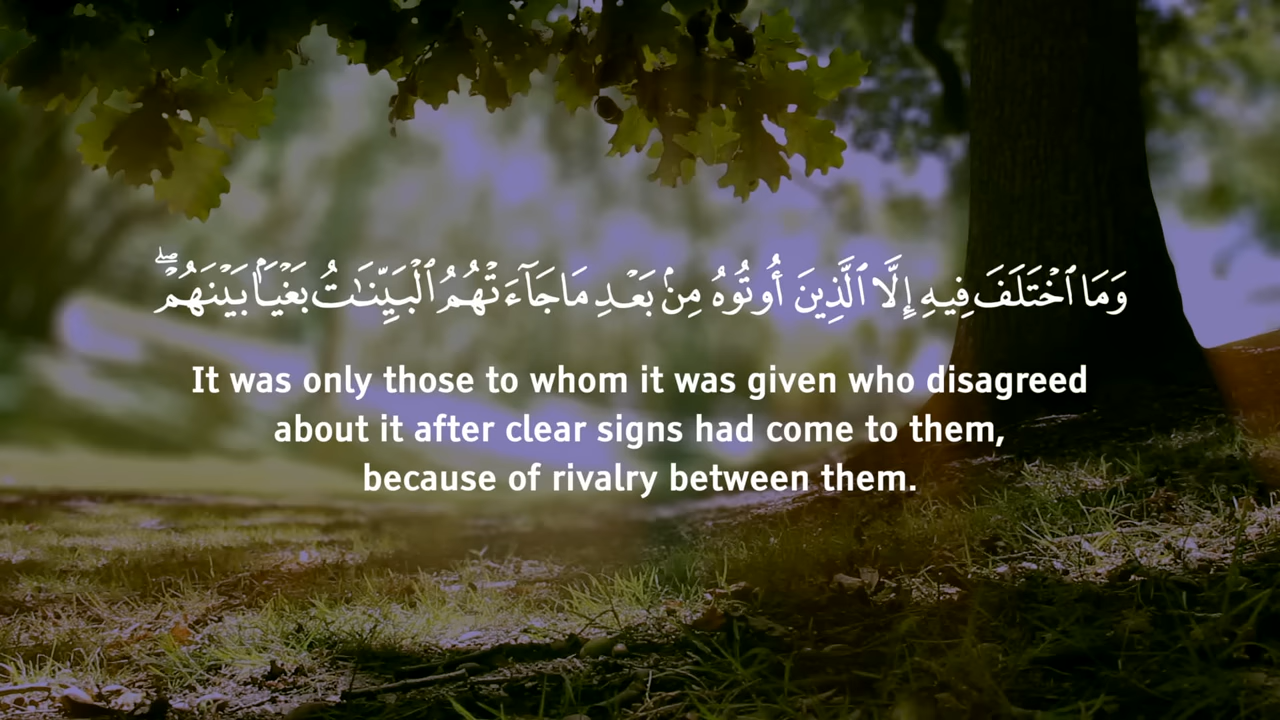 وَمَا ٱخْتَلَفَ فِيهِ إِلَّا ٱلَّذِينَ أُوتُوهُ مِنۢ بَعْدِ مَا جَآءَتْهُمُ ٱلْبَيِّنَـٰتُ بَغْيًۢا بَيْنَهُمْ ۖ
It was only those to whom it was given who disagreed
about it after clear signs had come to them,
because of rivalry between them.